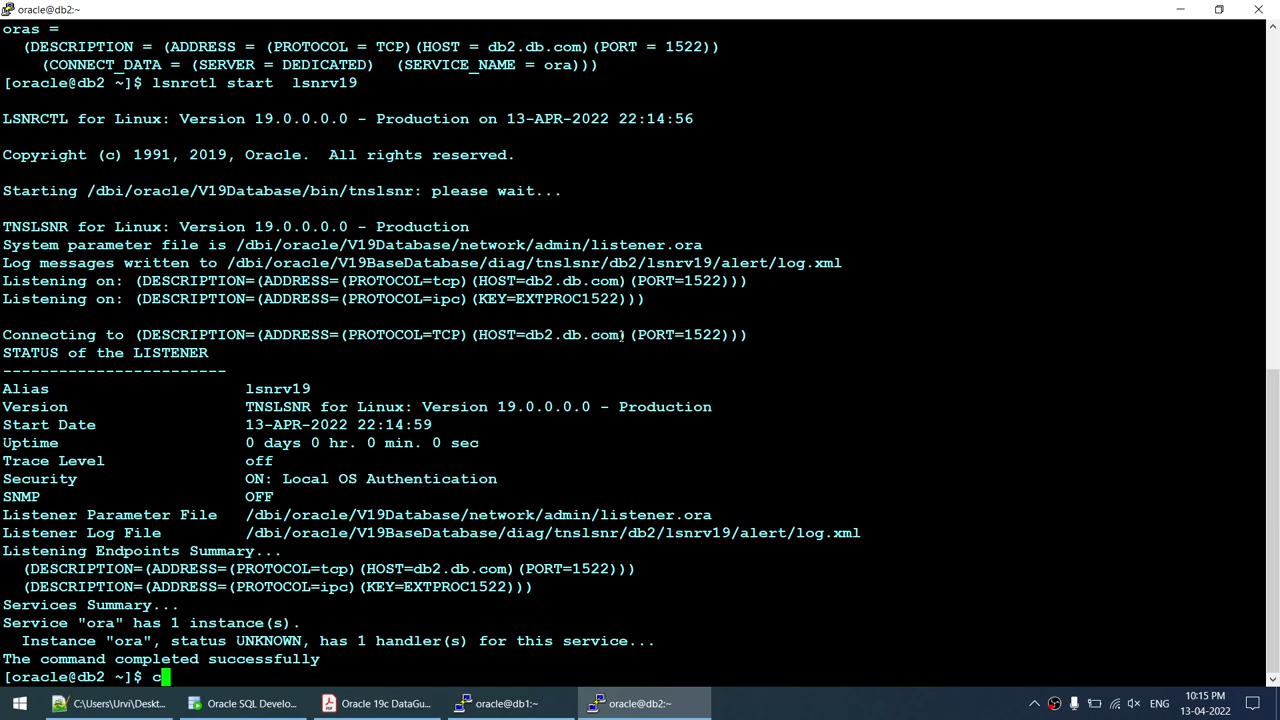 oracle@db2:~
oras =
  (DESCRIPTION = (ADDRESS = (PROTOCOL = TCP)(HOST = db2.db.com)(PORT = 1522))
    (CONNECT_DATA = (SERVER = DEDICATED)  (SERVICE_NAME = ora)))
[oracle@db2 ~]$ lsnrctl start  lsnrv19
LSNRCTL for Linux: Version 19.0.0.0.0 - Production on 13-APR-2022 22:14:56
Copyright (c) 1991, 2019, Oracle.  All rights reserved.
Starting /dbi/oracle/V19Database/bin/tnslsnr: please wait...
TNSLSNR for Linux: Version 19.0.0.0.0 - Production
System parameter file is /dbi/oracle/V19Database/network/admin/listener.ora
Log messages written to /dbi/oracle/V19BaseDatabase/diag/tnslsnr/db2/lsnrv19/alert/log.xml
Listening on: (DESCRIPTION=(ADDRESS=(PROTOCOL=tcp)(HOST=db2.db.com)(PORT=1522)))
Listening on: (DESCRIPTION=(ADDRESS=(PROTOCOL=ipc)(KEY=EXTPROC1522)))
Connecting to (DESCRIPTION=(ADDRESS=(PROTOCOL=TCP)(HOST=db2.db.com)(PORT=1522)))
STATUS of the LISTENER
------------------------
Alias                     lsnrv19
Version                   TNSLSNR for Linux: Version 19.0.0.0.0 - Production
Start Date                13-APR-2022 22:14:59
Uptime                    0 days 0 hr. 0 min. 0 sec
Trace Level               off
Security                  ON: Local OS Authentication
SNMP                      OFF
Listener Parameter File   /dbi/oracle/V19Database/network/admin/listener.ora
Listener Log File         /dbi/oracle/V19BaseDatabase/diag/tnslsnr/db2/lsnrv19/alert/log.xml
Listening Endpoints Summary...
  (DESCRIPTION=(ADDRESS=(PROTOCOL=tcp)(HOST=db2.db.com)(PORT=1522)))
  (DESCRIPTION=(ADDRESS=(PROTOCOL=ipc)(KEY=EXTPROC1522)))
Services Summary...
Service "ora" has 1 instance(s).
  Instance "ora", status UNKNOWN, has 1 handler(s) for this service...
The command completed successfully
[oracle@db2 ~]$ c
C:\Users\Urvi\Deskt... Oracle SQL Develo... Oracle 19c DataGu... oracle@db1:~ oracle@db2:~ ENG 10:15 PM
13-04-2022